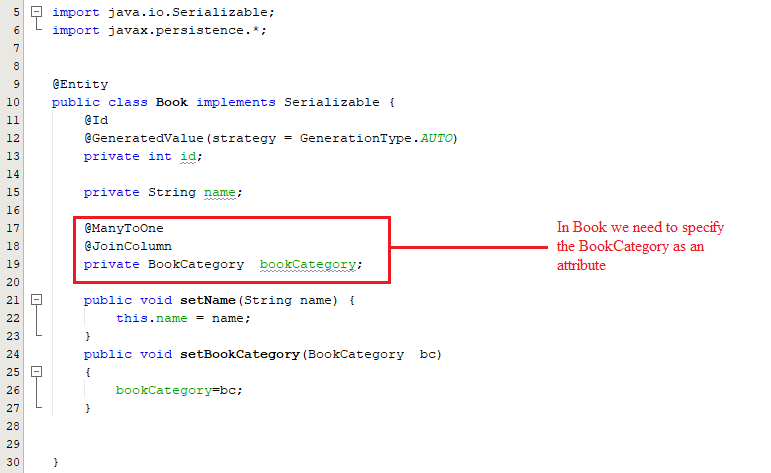 5 import java.io.Serializable;
6 import javax.persistence.*;
7
8
9 @Entity
10 public class Book implements Serializable {
11 @Id
12 @GeneratedValue(strategy = GenerationType.AUTO)
13 private int id;
14
15 private String name;
16
17 @ManyToOne
18 @JoinColumn
19 private BookCategory  bookCategory;
20
21 public void setName(String name) {
22 this.name = name;
23 }
24 public void setBookCategory(BookCategory  bc)
25 {
26 bookCategory=bc;
27 }
28
29
30 }
In Book we need to specify
the BookCategory as an
attribute